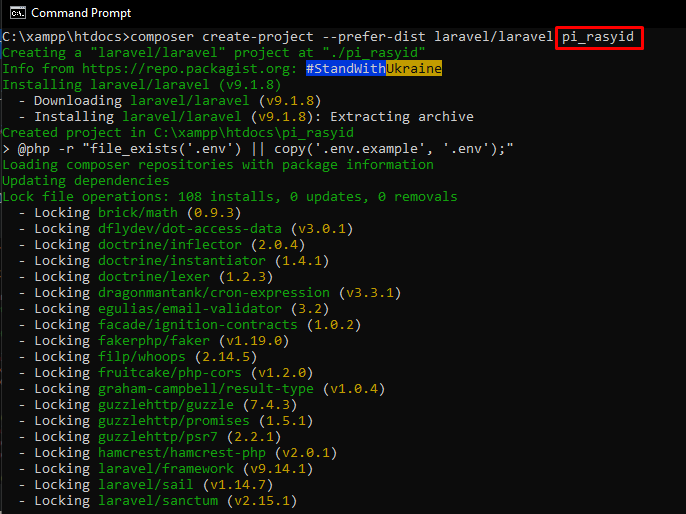 Command Prompt
C:\xampp\htdocs>composer create-project --prefer-dist laravel/laravel pi_rasyid
Creating a "laravel/laravel" project at "./pi_rasyid"
Info from https://repo.packagist.org: #StandWithUkraine
Installing laravel/laravel (v9.1.8)
  - Downloading laravel/laravel (v9.1.8)
  - Installing laravel/laravel (v9.1.8): Extracting archive
Created project in C:\xampp\htdocs\pi_rasyid
> @php -r "file_exists('.env') || copy('.env.example', '.env');"
Loading composer repositories with package information
Updating dependencies
Lock file operations: 108 installs, 0 updates, 0 removals
  - Locking brick/math (0.9.3)
  - Locking dflydev/dot-access-data (v3.0.1)
  - Locking doctrine/inflector (2.0.4)
  - Locking doctrine/instantiator (1.4.1)
  - Locking doctrine/lexer (1.2.3)
  - Locking dragonmantank/cron-expression (v3.3.1)
  - Locking egulias/email-validator (3.2)
  - Locking facade/ignition-contracts (1.0.2)
  - Locking fakerphp/faker (v1.19.0)
  - Locking filp/whoops (2.14.5)
  - Locking fruitcake/php-cors (v1.2.0)
  - Locking graham-campbell/result-type (v1.0.4)
  - Locking guzzlehttp/guzzle (7.4.3)
  - Locking guzzlehttp/promises (1.5.1)
  - Locking guzzlehttp/psr7 (2.2.1)
  - Locking hamcrest/hamcrest-php (v2.0.1)
  - Locking laravel/framework (v9.14.1)
  - Locking laravel/sail (v1.14.7)
  - Locking laravel/sanctum (v2.15.1)